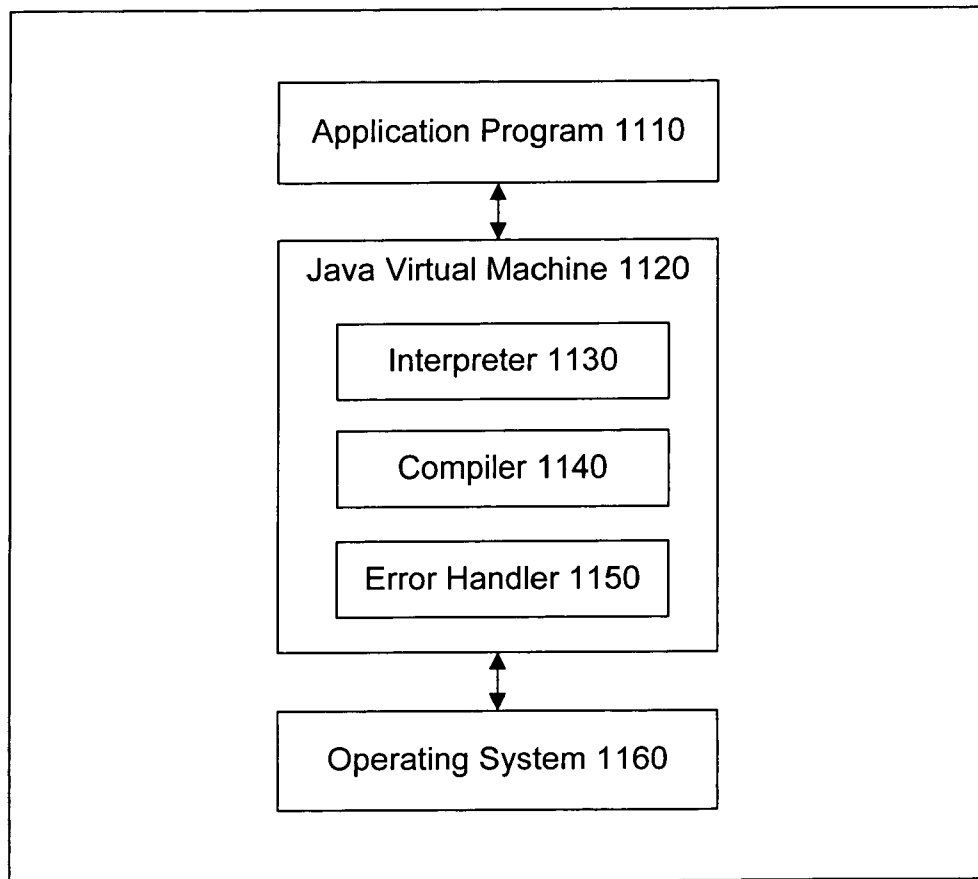 Application Program 1110
Java Virtual Machine 1120
Interpreter 1130
Compiler 1140
Error Handler 1150
Operating System 1160